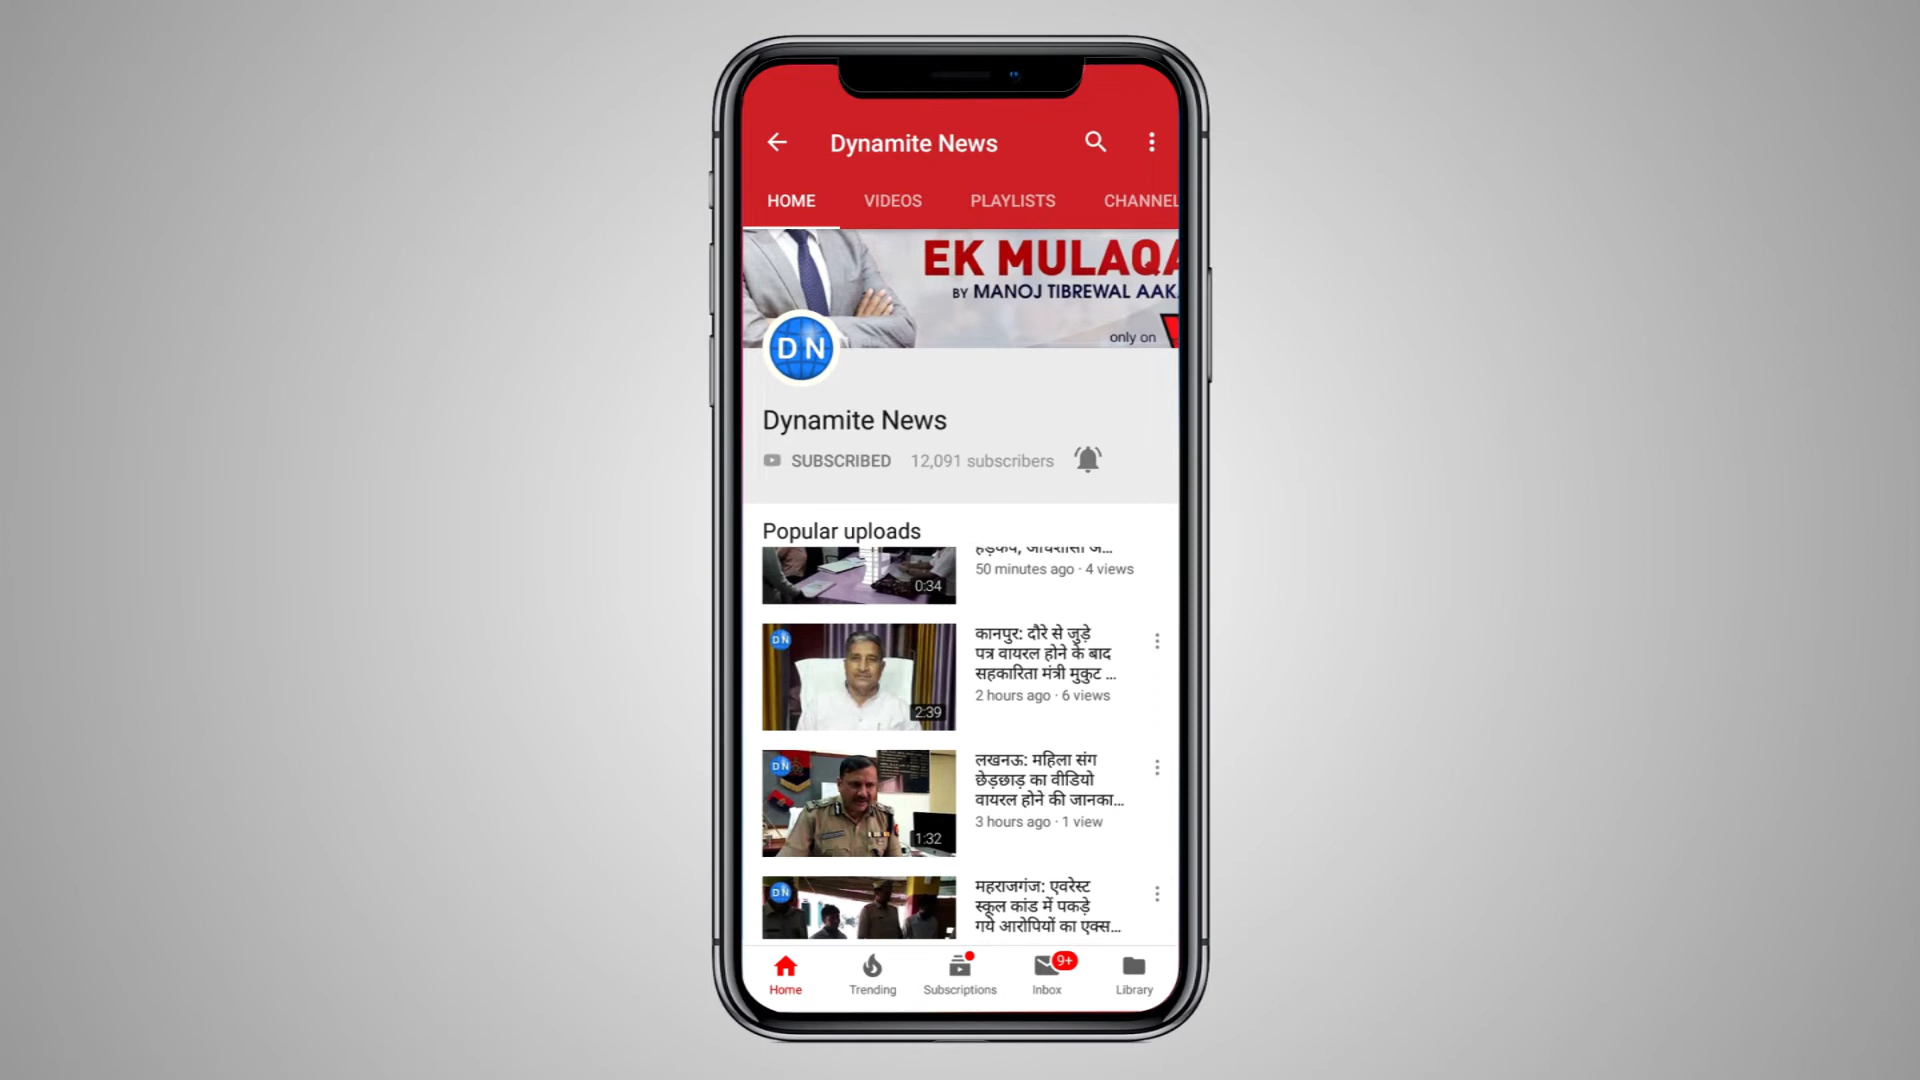 Dynamite News
HOME VIDEOS PLAYLISTS CHANNEL
EK MULAQA
BY MANOJ TIBREWAL AAK
only on
DN
Dynamite News
SUBSCRIBED 12,091 subscribers
Popular uploads
0:34
50 minutes ago · 4 views
DN
2:39
कानपुर: दौरे से जुड़े
पत्र वायरल होने के बाद
सहकारिता मंत्री मुकुट ...
2 hours ago · 6 views
DN
1:32
लखनऊ: महिला संग
छेड़छाड़ का वीडियो
वायरल होने की जानका...
3 hours ago · 1 view
DN
महराजगंज: एवरेस्ट
स्कूल कांड में पकड़े
गये आरोपियों का एक्स...
9+
Home Trending Subscriptions Inbox Library